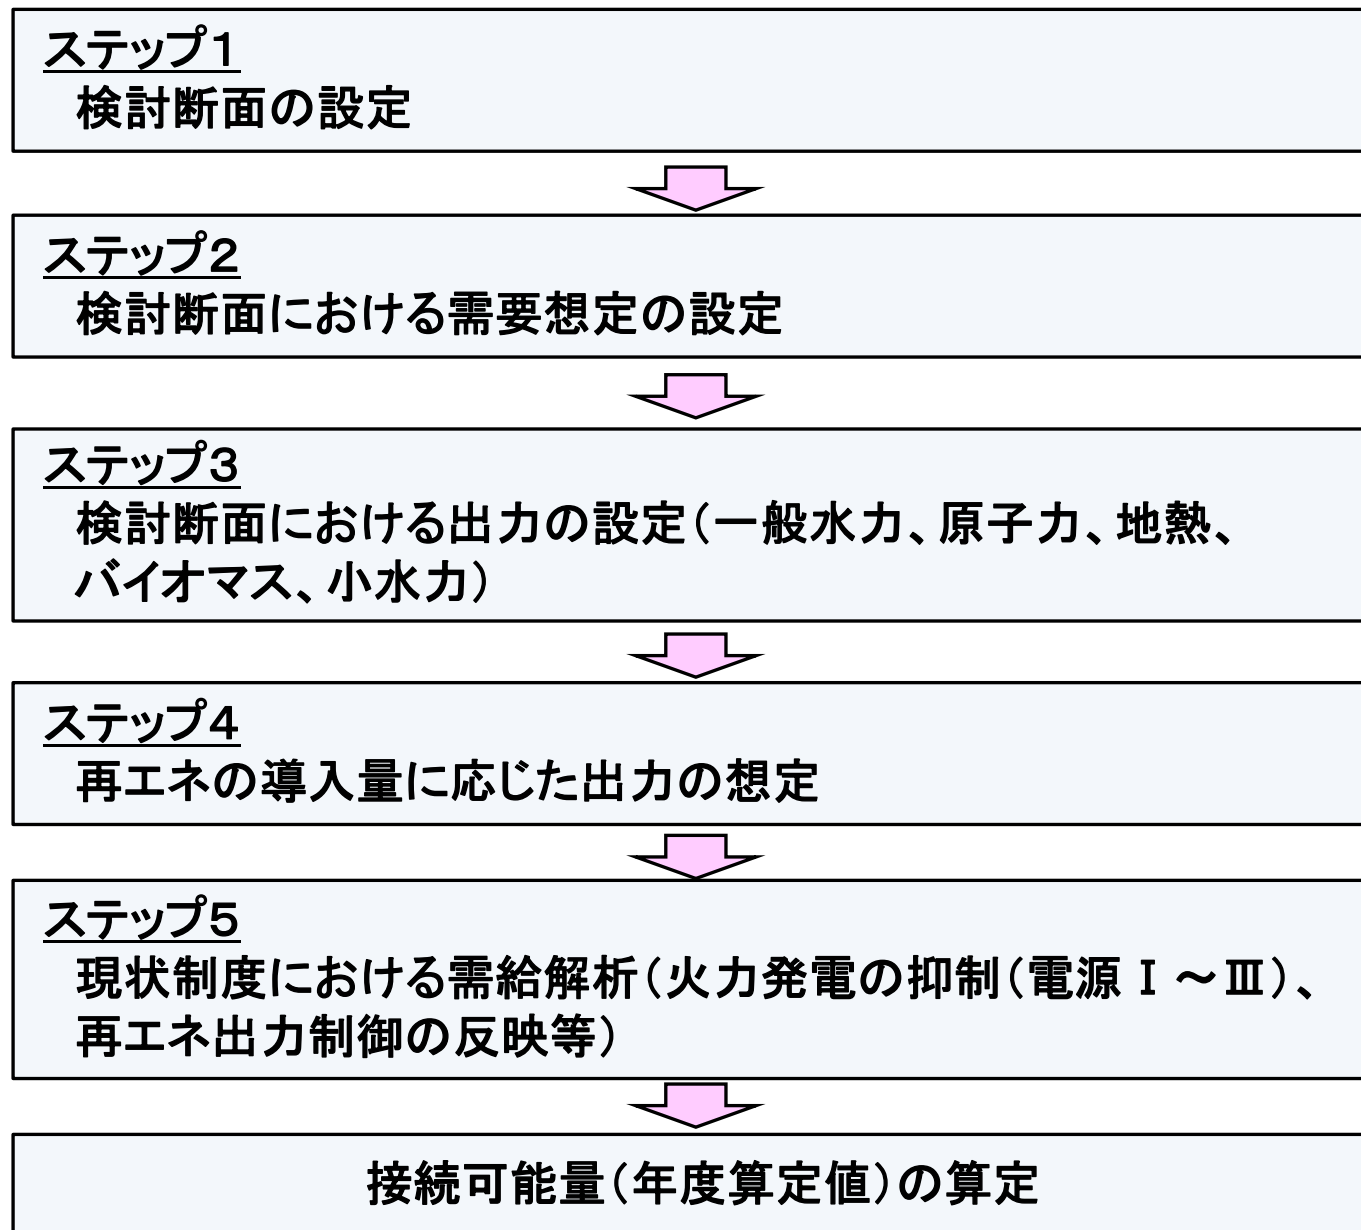 ステップ1
検討断面の設定
ステップ2
検討断面における需要想定の設定
ステップ3
検討断面における出力の設定(一般水力、原子力、地熱、
バイオマス、小水力)
ステップ4
再エネの導入量に応じた出力の想定
ステップ5
現状制度における需給解析(火力発電の抑制(電源Ⅰ~Ⅲ)、
再エネ出力制御の反映等)
接続可能量(年度算定値)の算定